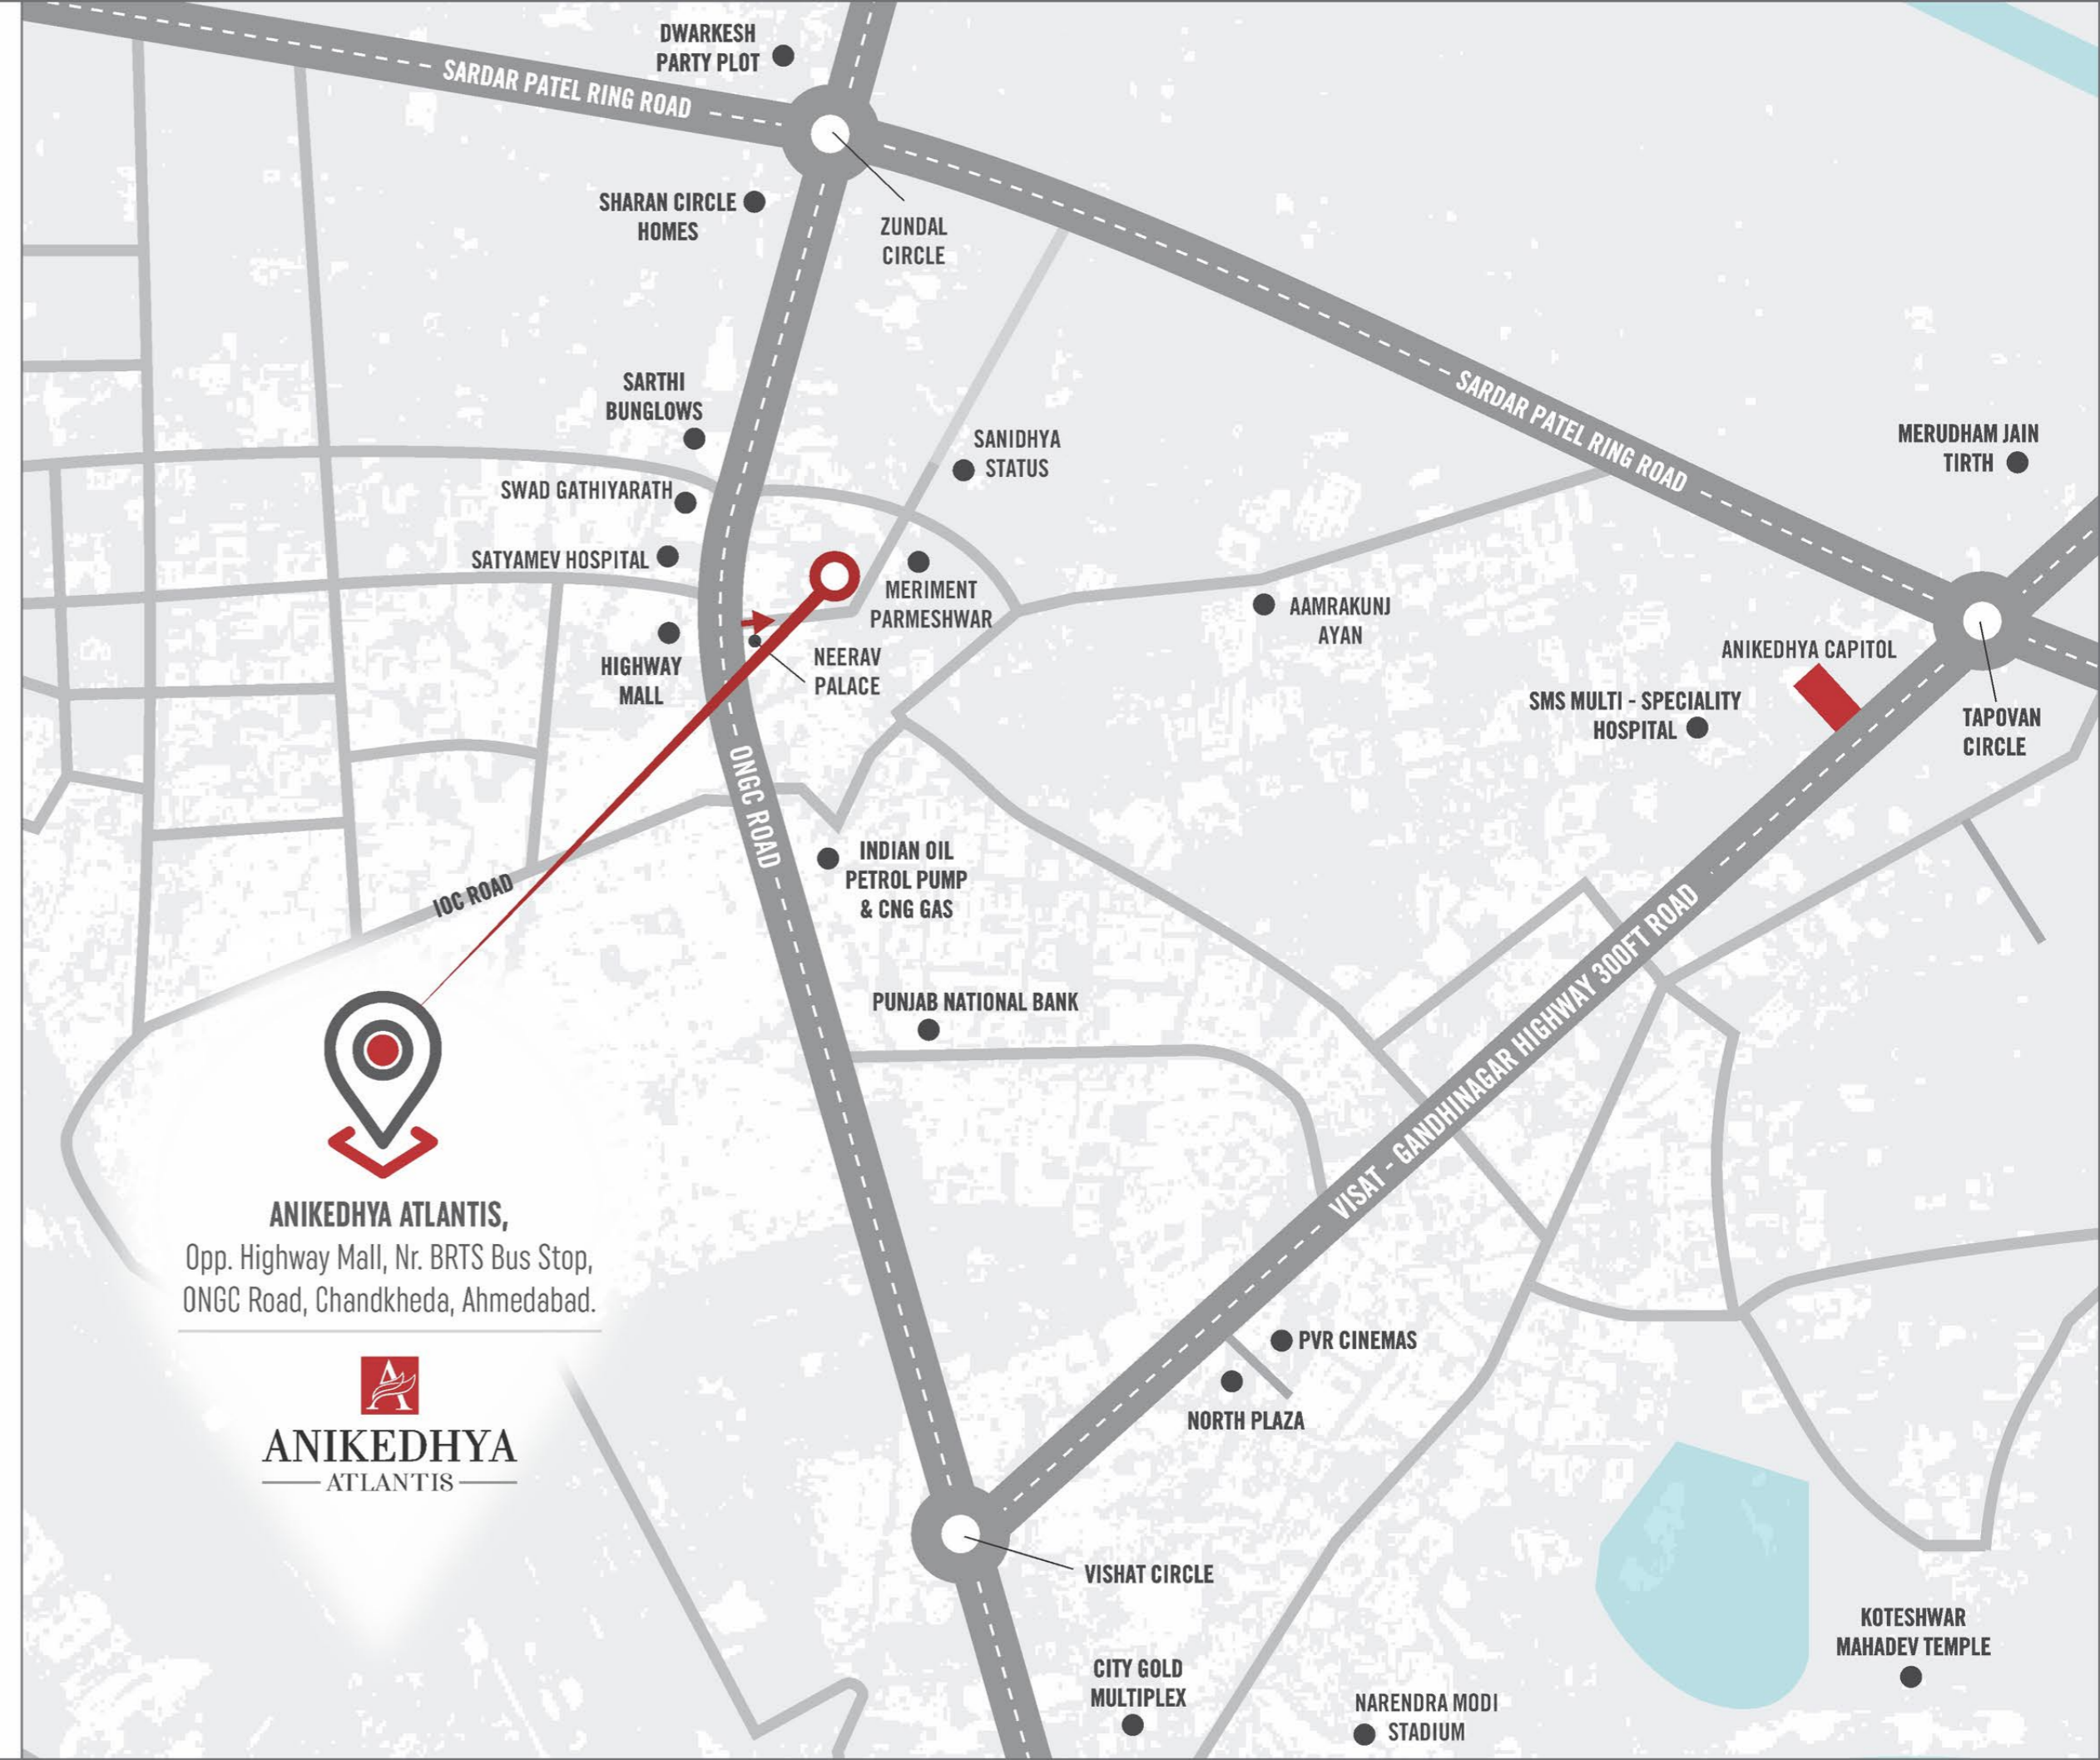 DWARKESH
PARTY PLOT
SARDAR PATEL RING ROAD
SHARAN CIRCLE
HOMES
ZUNDAL
CIRCLE
SARTHI
BUNGLOWS
SARDAR PATEL RING ROAD
SANIDHYA
STATUS
MERUDHAM JAIN
TIRTH
SWAD GATHIYARATH
SATYAMEV HOSPITAL
MERIMENT
PARMESHWAR
AAMRAKUNJ
AYAN
HIGHWAY
MALL
NEERAV
PALACE
ANIKEDHYA CAPITOL
SMS MULTI - SPECIALITY
HOSPITAL
TAPOVAN
CIRCLE
ONGC ROAD
INDIAN OIL
PETROL PUMP
& CNG GAS
IOC ROAD
PUNJAB NATIONAL BANK
VISAT - GANDHINAGAR HIGHWAY 300FT ROAD
ANIKEDHYA ATLANTIS,
Opp. Highway Mall, Nr. BRTS Bus Stop,
ONGC Road, Chandkheda, Ahmedabad.
A
ANIKEDHYA
ATLANTIS
PVR CINEMAS
NORTH PLAZA
VISHAT CIRCLE
CITY GOLD
MULTIPLEX
NARENDRA MODI
STADIUM
KOTESHWAR
MAHADEV TEMPLE